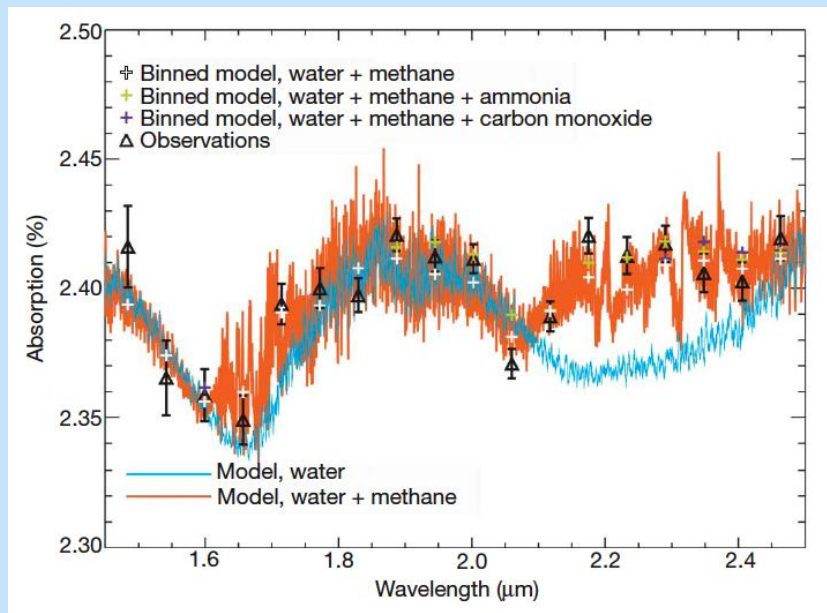 2.50
Binned model, water + methane
Binned model, water + methane + ammonia
Binned model, water + methane + carbon monoxide
Observations
2.45
2.40
Absorption (%)
2.35
Model, water
Model, water + methane
2.30
1.6 1.8 2.0 2.2 2.4
Wavelength (μm)